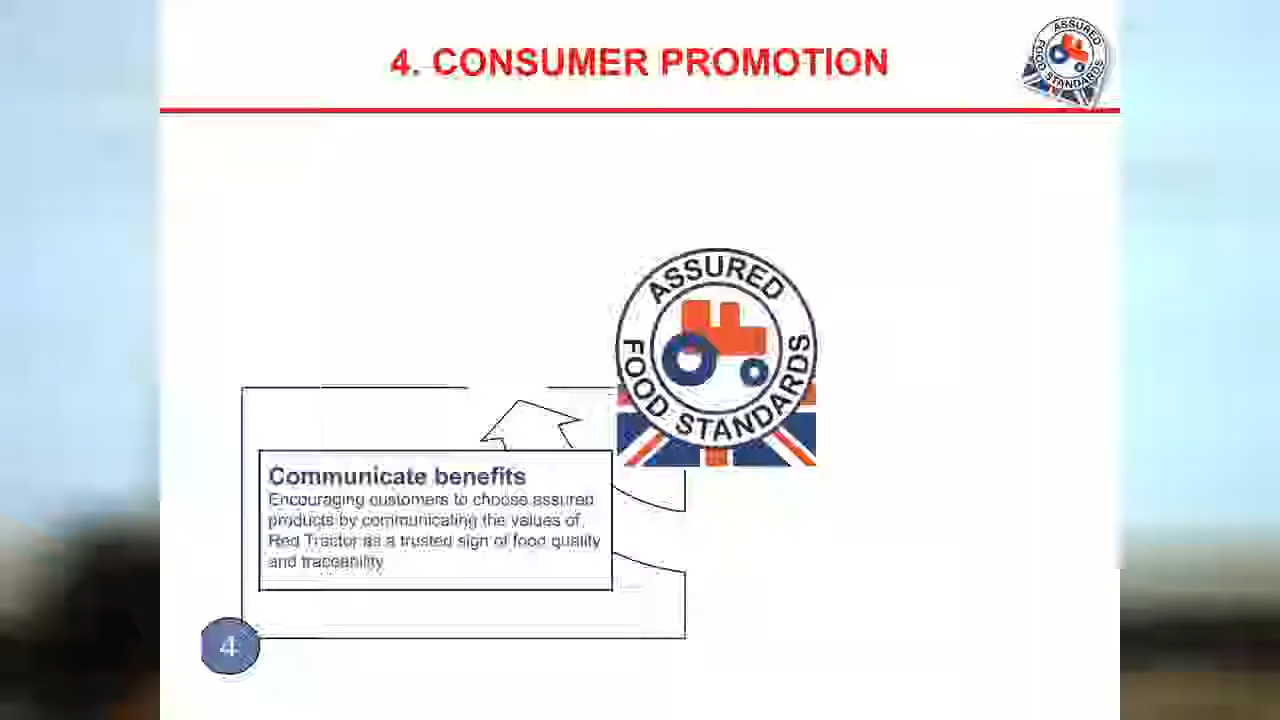 4. CONSUMER PROMOTION
ASSURED
FOOD STANDARDS
ASSURED
FOOD STANDARDS
Communicate benefits
Encouraging customers to choose assured
products by communicating the values of
Red Tractor as a trusted sign of food quality
and traceability
4